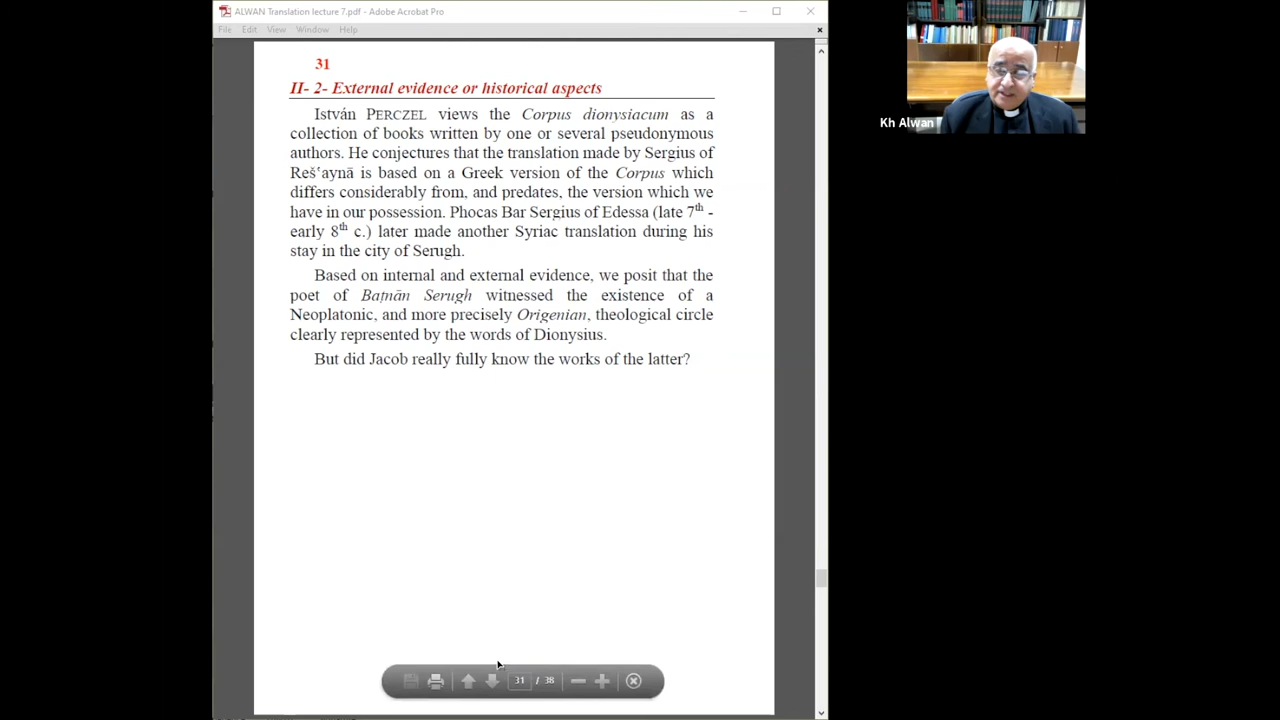 ALWAN Translation lecture 7.pdf - Adobe Acrobat Pro
File Edit View Window Help
31
II- 2- External evidence or historical aspects
István PERCZEL views the Corpus dionysiacum as a
collection of books written by one or several pseudonymous
authors. He conjectures that the translation made by Sergius of
Rešʿaynā is based on a Greek version of the Corpus which
differs considerably from, and predates, the version which we
have in our possession. Phocas Bar Sergius of Edessa (late 7th -
early 8th c.) later made another Syriac translation during his
stay in the city of Serugh.
Based on internal and external evidence, we posit that the
poet of Baṭnān Serugh witnessed the existence of a
Neoplatonic, and more precisely Origenian, theological circle
clearly represented by the words of Dionysius.
But did Jacob really fully know the works of the latter?
31 / 38
Kh Alwan